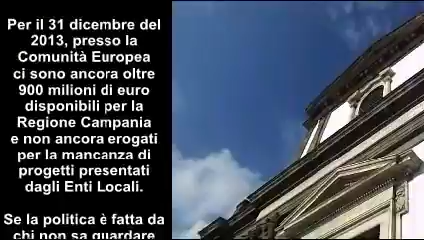 Per il 31 dicembre del
2013, presso la
Comunità Europea
ci sono ancora oltre
900 milioni di euro
disponibili per la
Regione Campania
e non ancora erogati
per la mancanza di
progetti presentati
dagli Enti Locali.
Se la politica è fatta da
chi non sa guardare